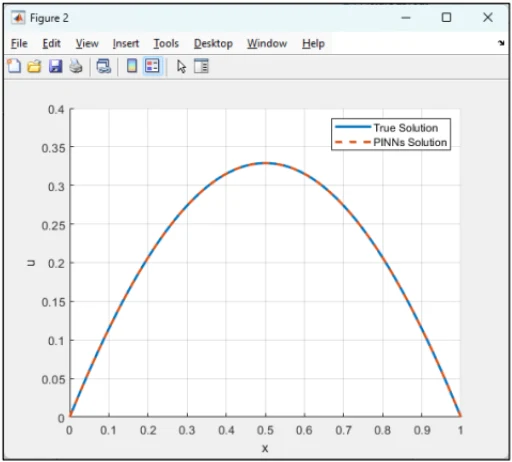 Figure 2
File Edit View Insert Tools Desktop Window Help
0.4
0.35
0.3
0.25
0.2
0.15
0.1
0.05
0
u
True Solution
PINNs Solution
0 0.1 0.2 0.3 0.4 0.5 0.6 0.7 0.8 0.9 1
x